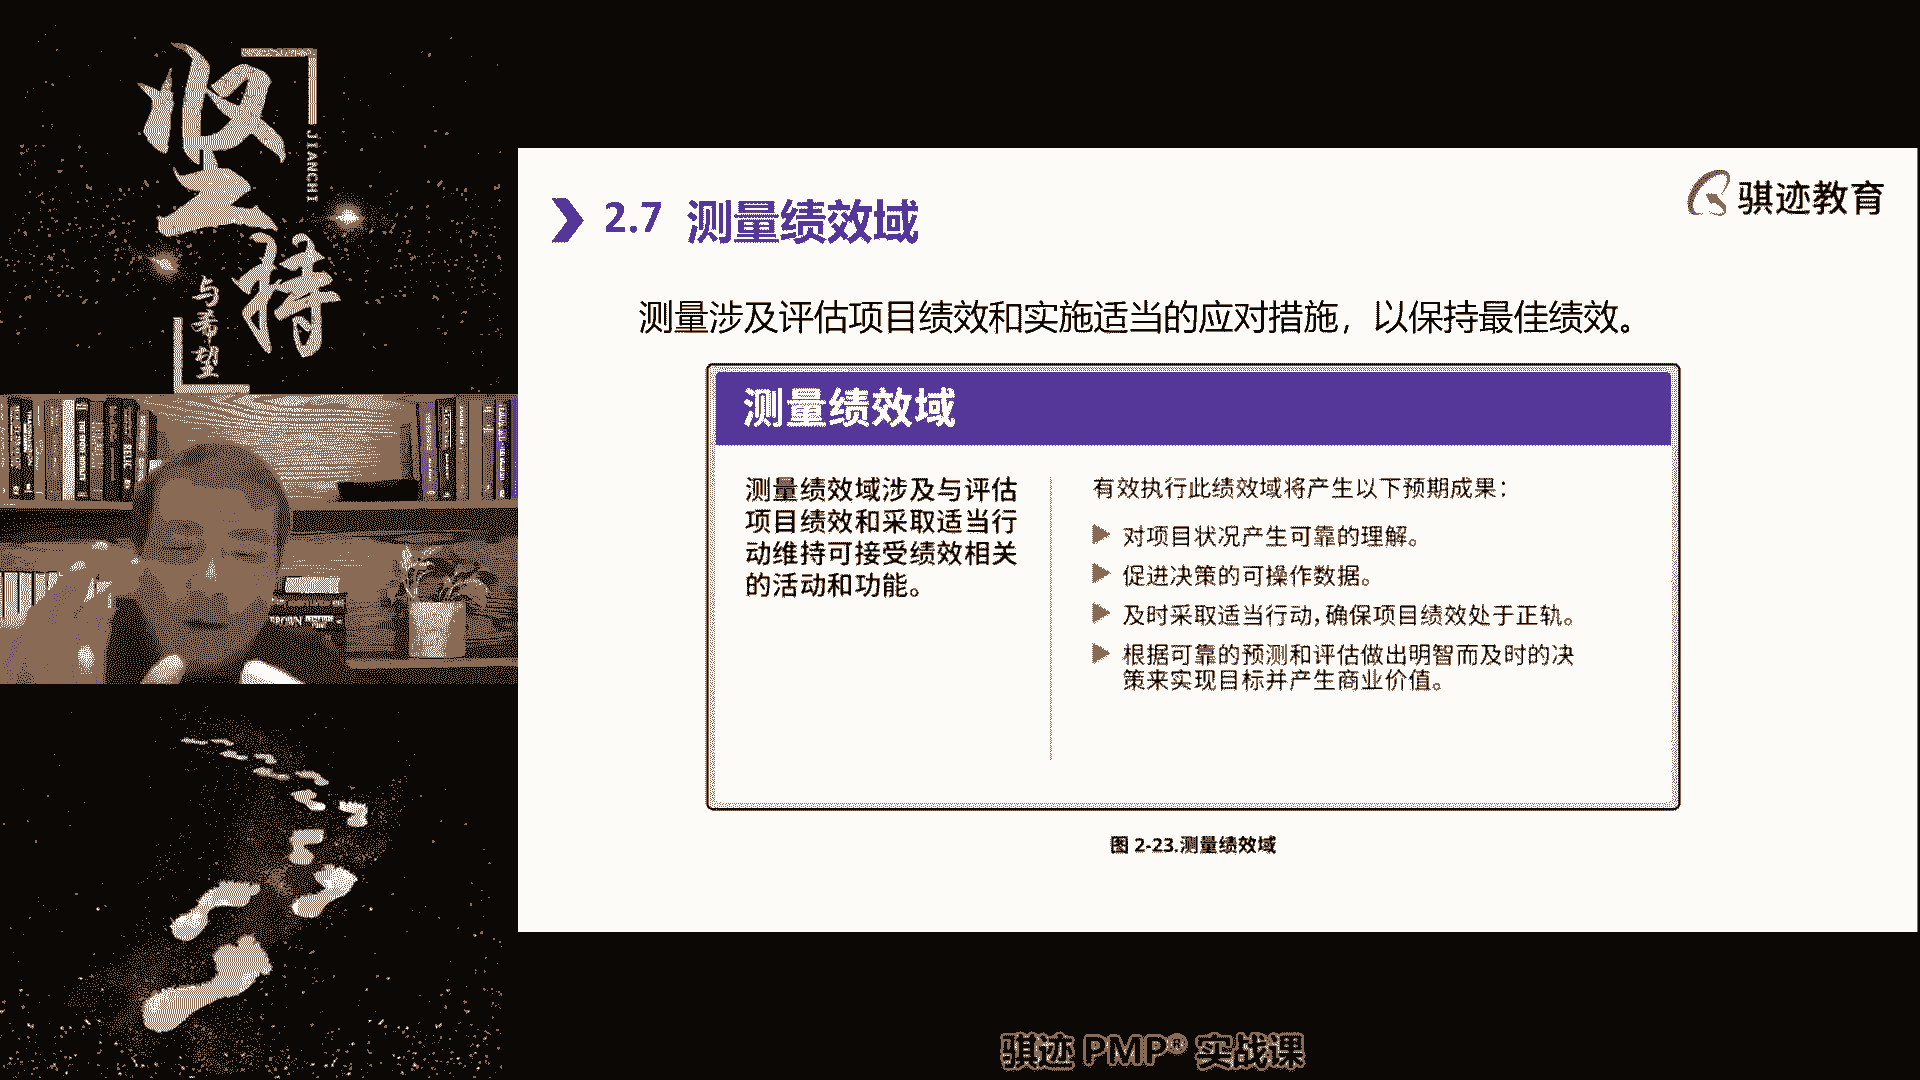 坚持
JIANCHI
与希望
骐迹教育
2.7 测量绩效域
测量涉及评估项目绩效和实施适当的应对措施，以保持最佳绩效。
测量绩效域
测量绩效域涉及与评估
项目绩效和采取适当行
动维持可接受绩效相关
的活动和功能。
有效执行此绩效域将产生以下预期成果：
对项目状况产生可靠的理解。
促进决策的可操作数据。
及时采取适当行动，确保项目绩效处于正轨。
根据可靠的预测和评估做出明智而及时的决
策来实现目标并产生商业价值。
图 2-23.测量绩效域
骐迹 PMP® 实战课